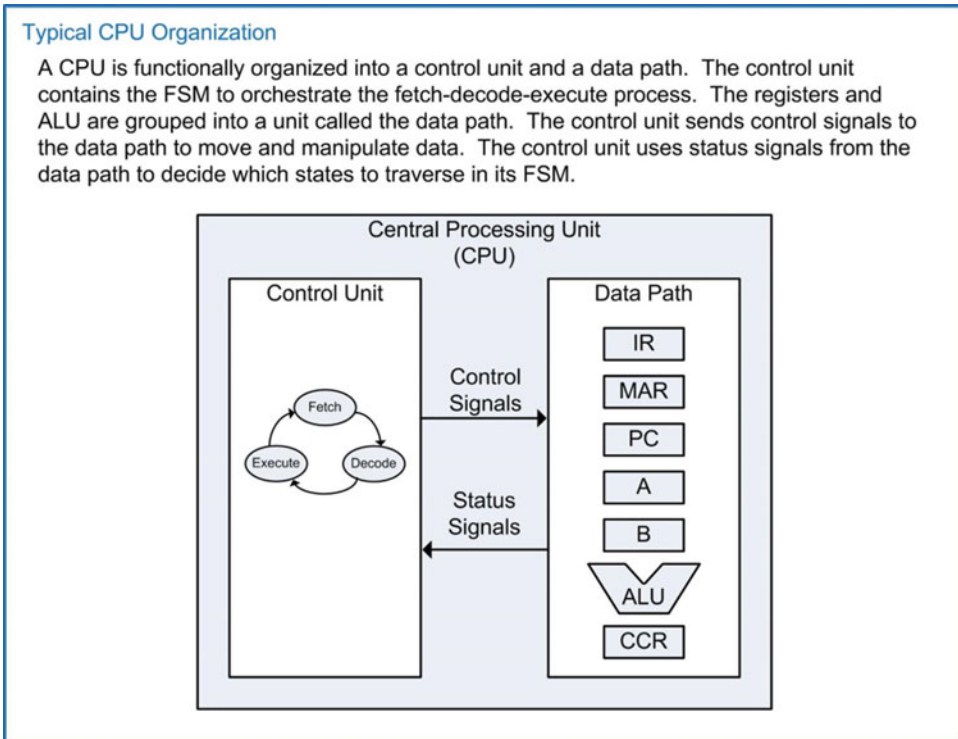 Typical CPU Organization
A CPU is functionally organized into a control unit and a data path. The control unit
contains the FSM to orchestrate the fetch-decode-execute process. The registers and
ALU are grouped into a unit called the data path. The control unit sends control signals to
the data path to move and manipulate data. The control unit uses status signals from the
data path to decide which states to traverse in its FSM.
Central Processing Unit
(CPU)
Control Unit
Fetch
Execute
Decode
Control
Signals
Status
Signals
Data Path
IR
MAR
PC
A
B
ALU
CCR